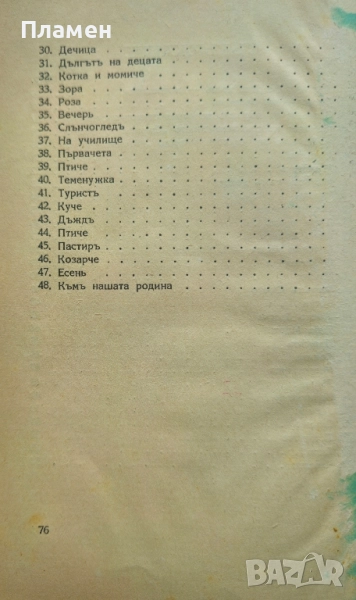 Пламен
30. Дечица . . . . . . . . . . . . . .
31. Дългътъ на децата . . . . . . . . .
32. Котка и момиче . . . . . . . . . .
33. Зора . . . . . . . . . . . . . .
34. Роза . . . . . . . . . . . . . .
35. Вечерь . . . . . . . . . . . . . .
36. Слънчогледъ . . . . . . . . . . .
37. На училище . . . . . . . . . . .
38. Първачета . . . . . . . . . . . .
39. Птиче . . . . . . . . . . . . . .
40. Теменужка . . . . . . . . . . . .
41. Туристъ . . . . . . . . . . . . .
42. Куче . . . . . . . . . . . . . .
43. Дъждъ . . . . . . . . . . . . . .
44. Птиче . . . . . . . . . . . . . .
45. Пастиръ . . . . . . . . . . . . .
46. Козарче . . . . . . . . . . . . .
47. Есень . . . . . . . . . . . . . .
48. Къмъ нашата родина . . . . . . . .
76
BAZAR